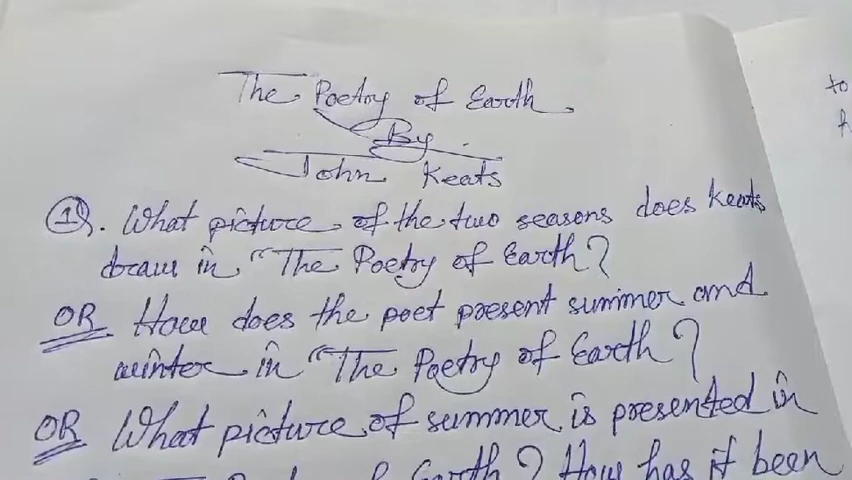 The Poetry of Earth
By
John Keats
1Q. What picture of the two seasons does Keats
draw in "The Poetry of Earth?
OR How does the poet present summer and
winter in "The Poetry of Earth?
OR What picture of summer is presented in
Earth? How has it been
to